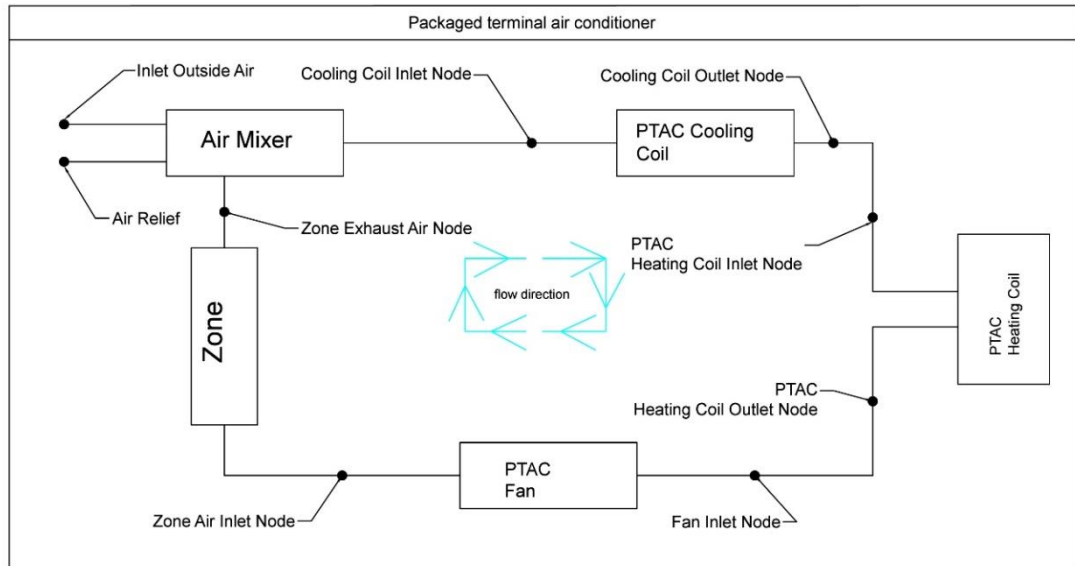 Packaged terminal air conditioner
Inlet Outside Air
Cooling Coil Inlet Node
Cooling Coil Outlet Node
Air Mixer
PTAC Cooling
Coil
Air Relief
Zone Exhaust Air Node
PTAC
Heating Coil Inlet Node
flow direction
Zone
PTAC
Heating Coil
PTAC
Heating Coil Outlet Node
PTAC
Fan
Zone Air Inlet Node
Fan Inlet Node